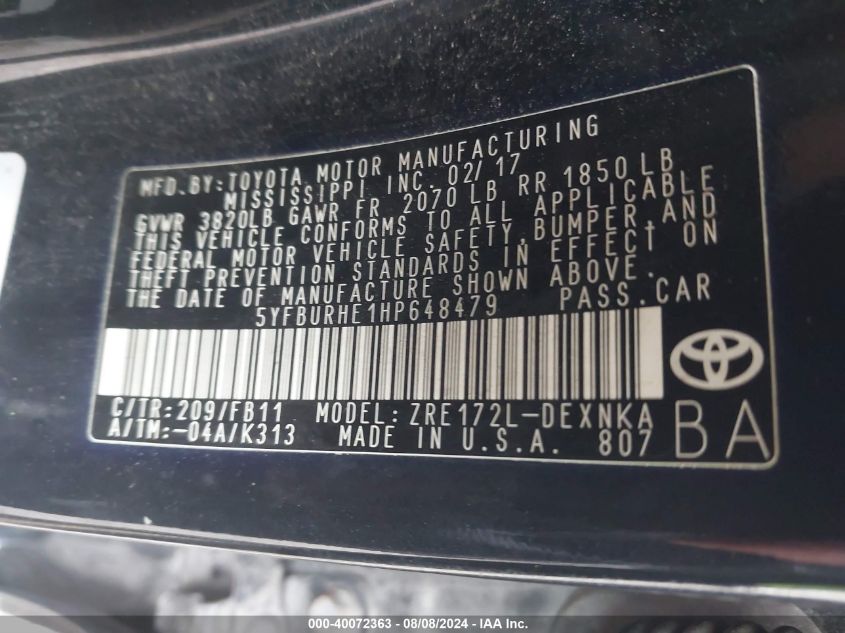 MFD.BY:TOYOTA MOTOR MANUFACTURING
MISSISSIPPI INC. 02/17
GVWR 3820LB GAWR FR 2070 LB RR 1850 LB
THIS VEHICLE CONFORMS TO ALL APPLICABLE
FEDERAL MOTOR VEHICLE SAFETY,BUMPER,AND
THEFT PREVENTION STANDARDS IN EFFECT ON
THE DATE OF MANUFACTURE SHOWN ABOVE.
5YFBURHE1HP648479 PASS.CAR
C/TR:209/FB11 MODEL:ZRE172L-DEXNKA
A/TM:-04A/K313 MADE IN U.S.A. 807
BA
000-40072363 - 08/08/2024 - IAA Inc.